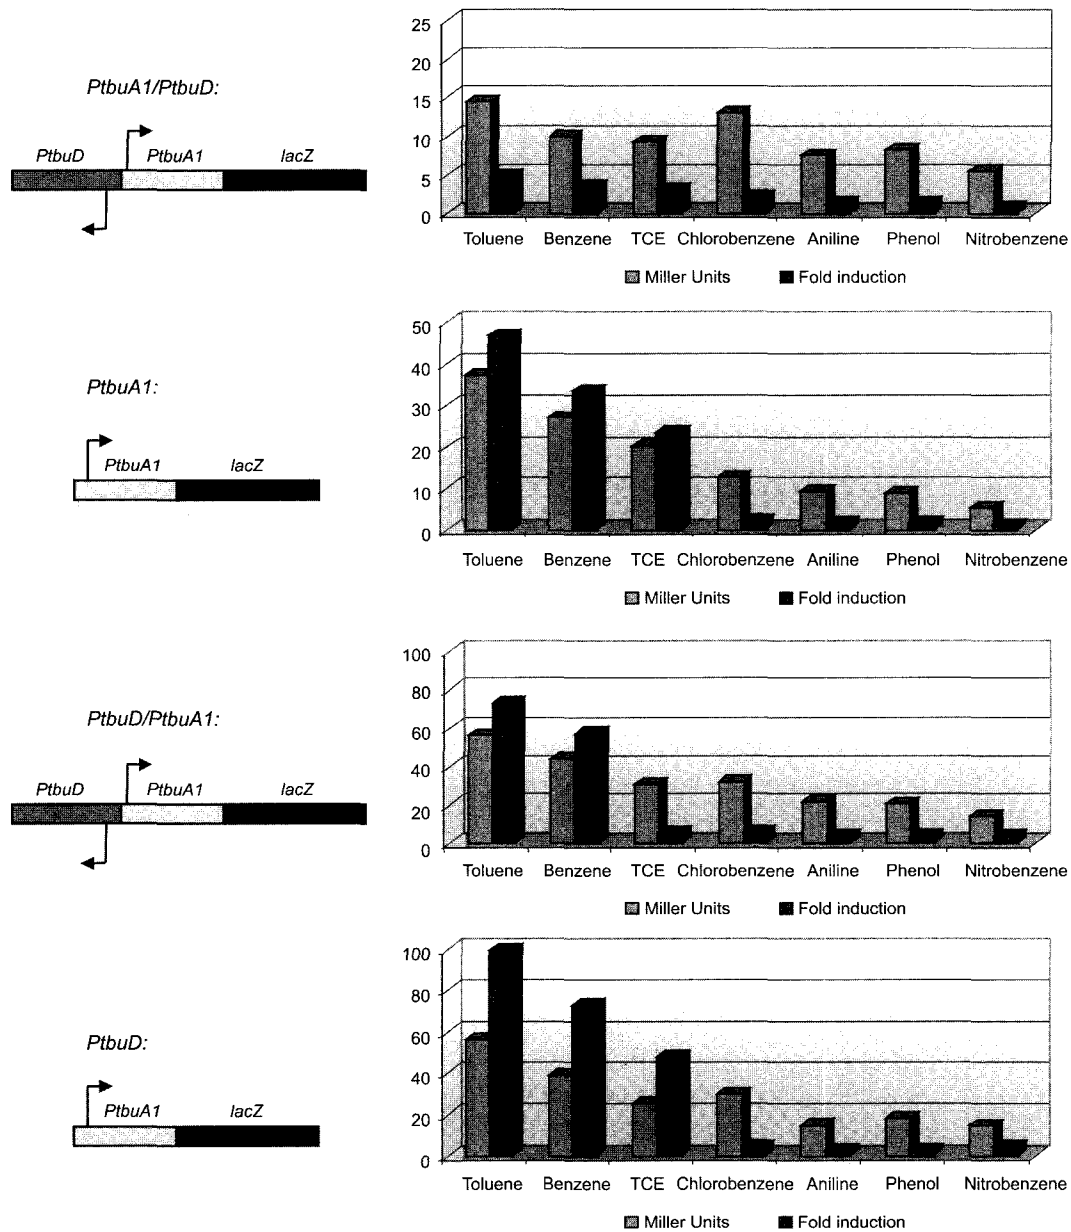 PtbuA1/PtbuD:
PtbuD PtbuA1 lacZ
25
20
15
10
5
0
Toluene Benzene TCE Chlorobenzene Aniline Phenol Nitrobenzene
Miller Units Fold induction
PtbuA1:
PtbuA1 lacZ
50
40
30
20
10
0
Toluene Benzene TCE Chlorobenzene Aniline Phenol Nitrobenzene
Miller Units Fold induction
PtbuD/PtbuA1:
PtbuD PtbuA1 lacZ
100
80
60
40
20
0
Toluene Benzene TCE Chlorobenzene Aniline Phenol Nitrobenzene
Miller Units Fold induction
PtbuD:
PtbuA1 lacZ
100
80
60
40
20
0
Toluene Benzene TCE Chlorobenzene Aniline Phenol Nitrobenzene
Miller Units Fold induction